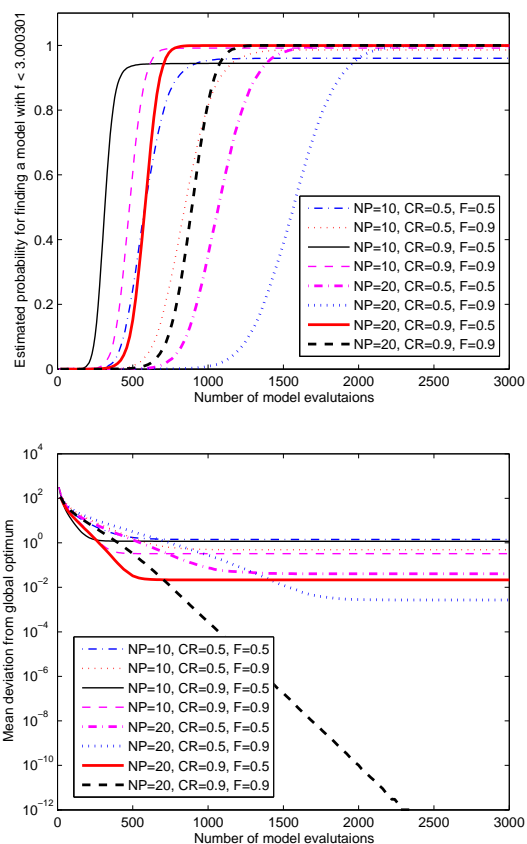 Estimated probability for finding a model with f < 3.000301
1
0.8
0.6
0.4
0.2
0
NP=10, CR=0.5, F=0.5
NP=10, CR=0.5, F=0.9
NP=10, CR=0.9, F=0.5
NP=10, CR=0.9, F=0.9
NP=20, CR=0.5, F=0.5
NP=20, CR=0.5, F=0.9
NP=20, CR=0.9, F=0.5
NP=20, CR=0.9, F=0.9
0 500 1000 1500 2000 2500 3000
Number of model evalutaions
Mean deviation from global optimum
10^4
10^2
10^0
10^−2
10^−4
10^−6
10^−8
10^−10
10^−12
NP=10, CR=0.5, F=0.5
NP=10, CR=0.5, F=0.9
NP=10, CR=0.9, F=0.5
NP=10, CR=0.9, F=0.9
NP=20, CR=0.5, F=0.5
NP=20, CR=0.5, F=0.9
NP=20, CR=0.9, F=0.5
NP=20, CR=0.9, F=0.9
0 500 1000 1500 2000 2500 3000
Number of model evalutaions